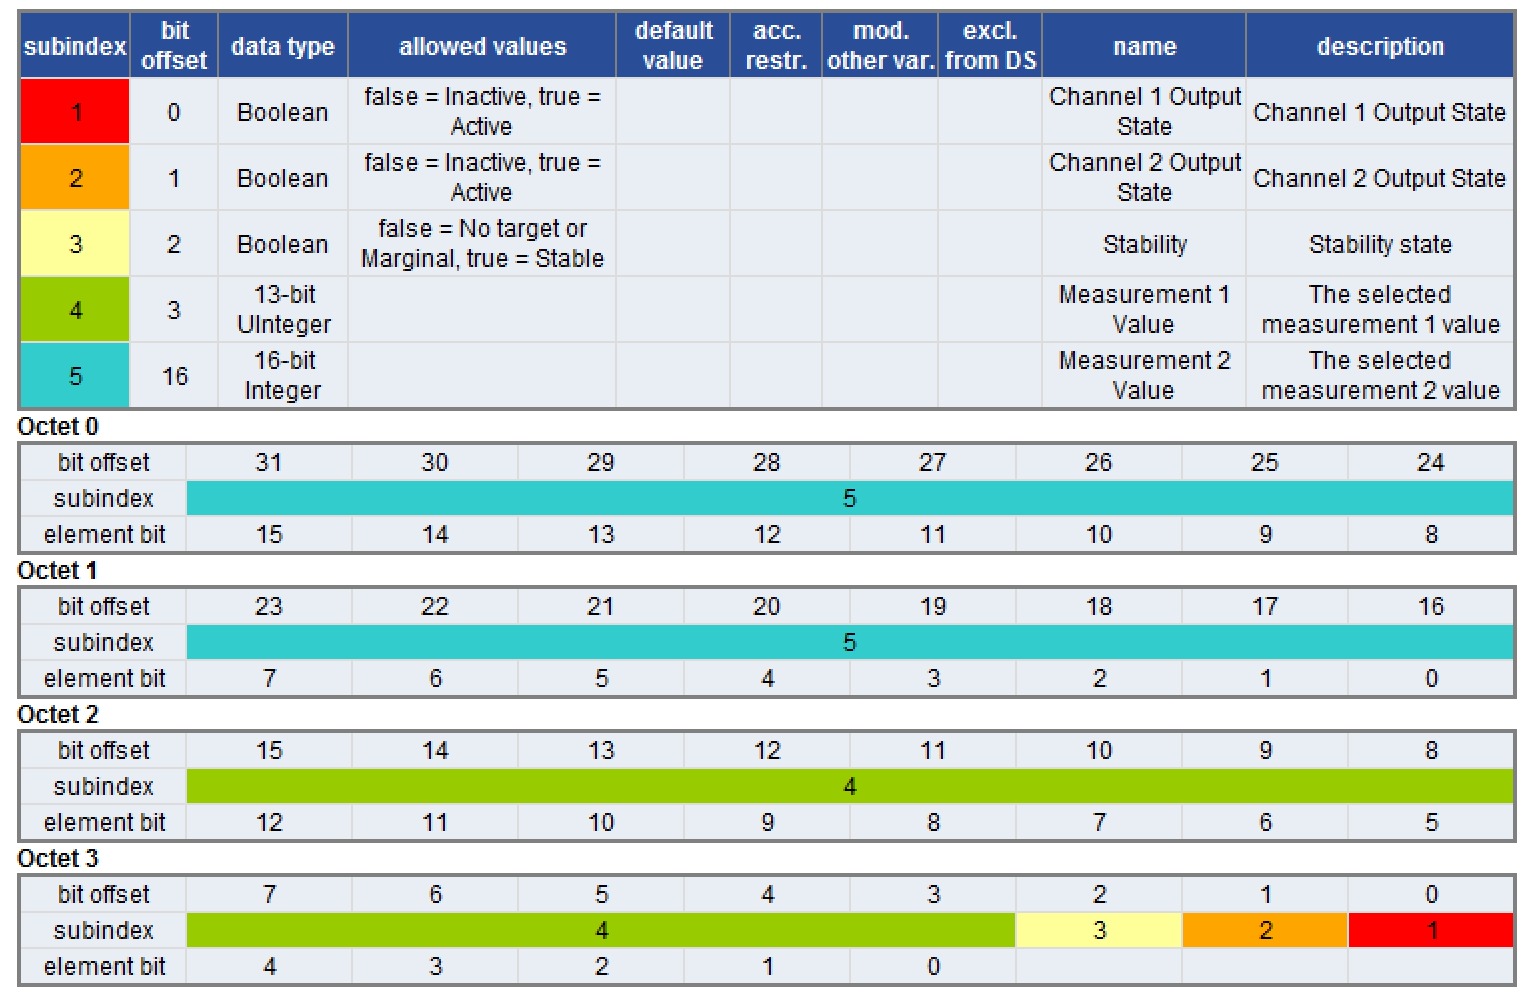 subindex bit offset data type allowed values default value acc. restr. mod. other var. excl. from DS name description
1 0 Boolean false = Inactive, true = Active Channel 1 Output State Channel 1 Output State
2 1 Boolean false = Inactive, true = Active Channel 2 Output State Channel 2 Output State
3 2 Boolean false = No target or Marginal, true = Stable Stability Stability state
4 3 13-bit UInteger Measurement 1 Value The selected measurement 1 value
5 16 16-bit Integer Measurement 2 Value The selected measurement 2 value
Octet 0
bit offset 31 30 29 28 27 26 25 24
subindex 5
element bit 15 14 13 12 11 10 9 8
Octet 1
bit offset 23 22 21 20 19 18 17 16
subindex 5
element bit 7 6 5 4 3 2 1 0
Octet 2
bit offset 15 14 13 12 11 10 9 8
subindex 4
element bit 12 11 10 9 8 7 6 5
Octet 3
bit offset 7 6 5 4 3 2 1 0
subindex 4 3 2 1
element bit 4 3 2 1 0